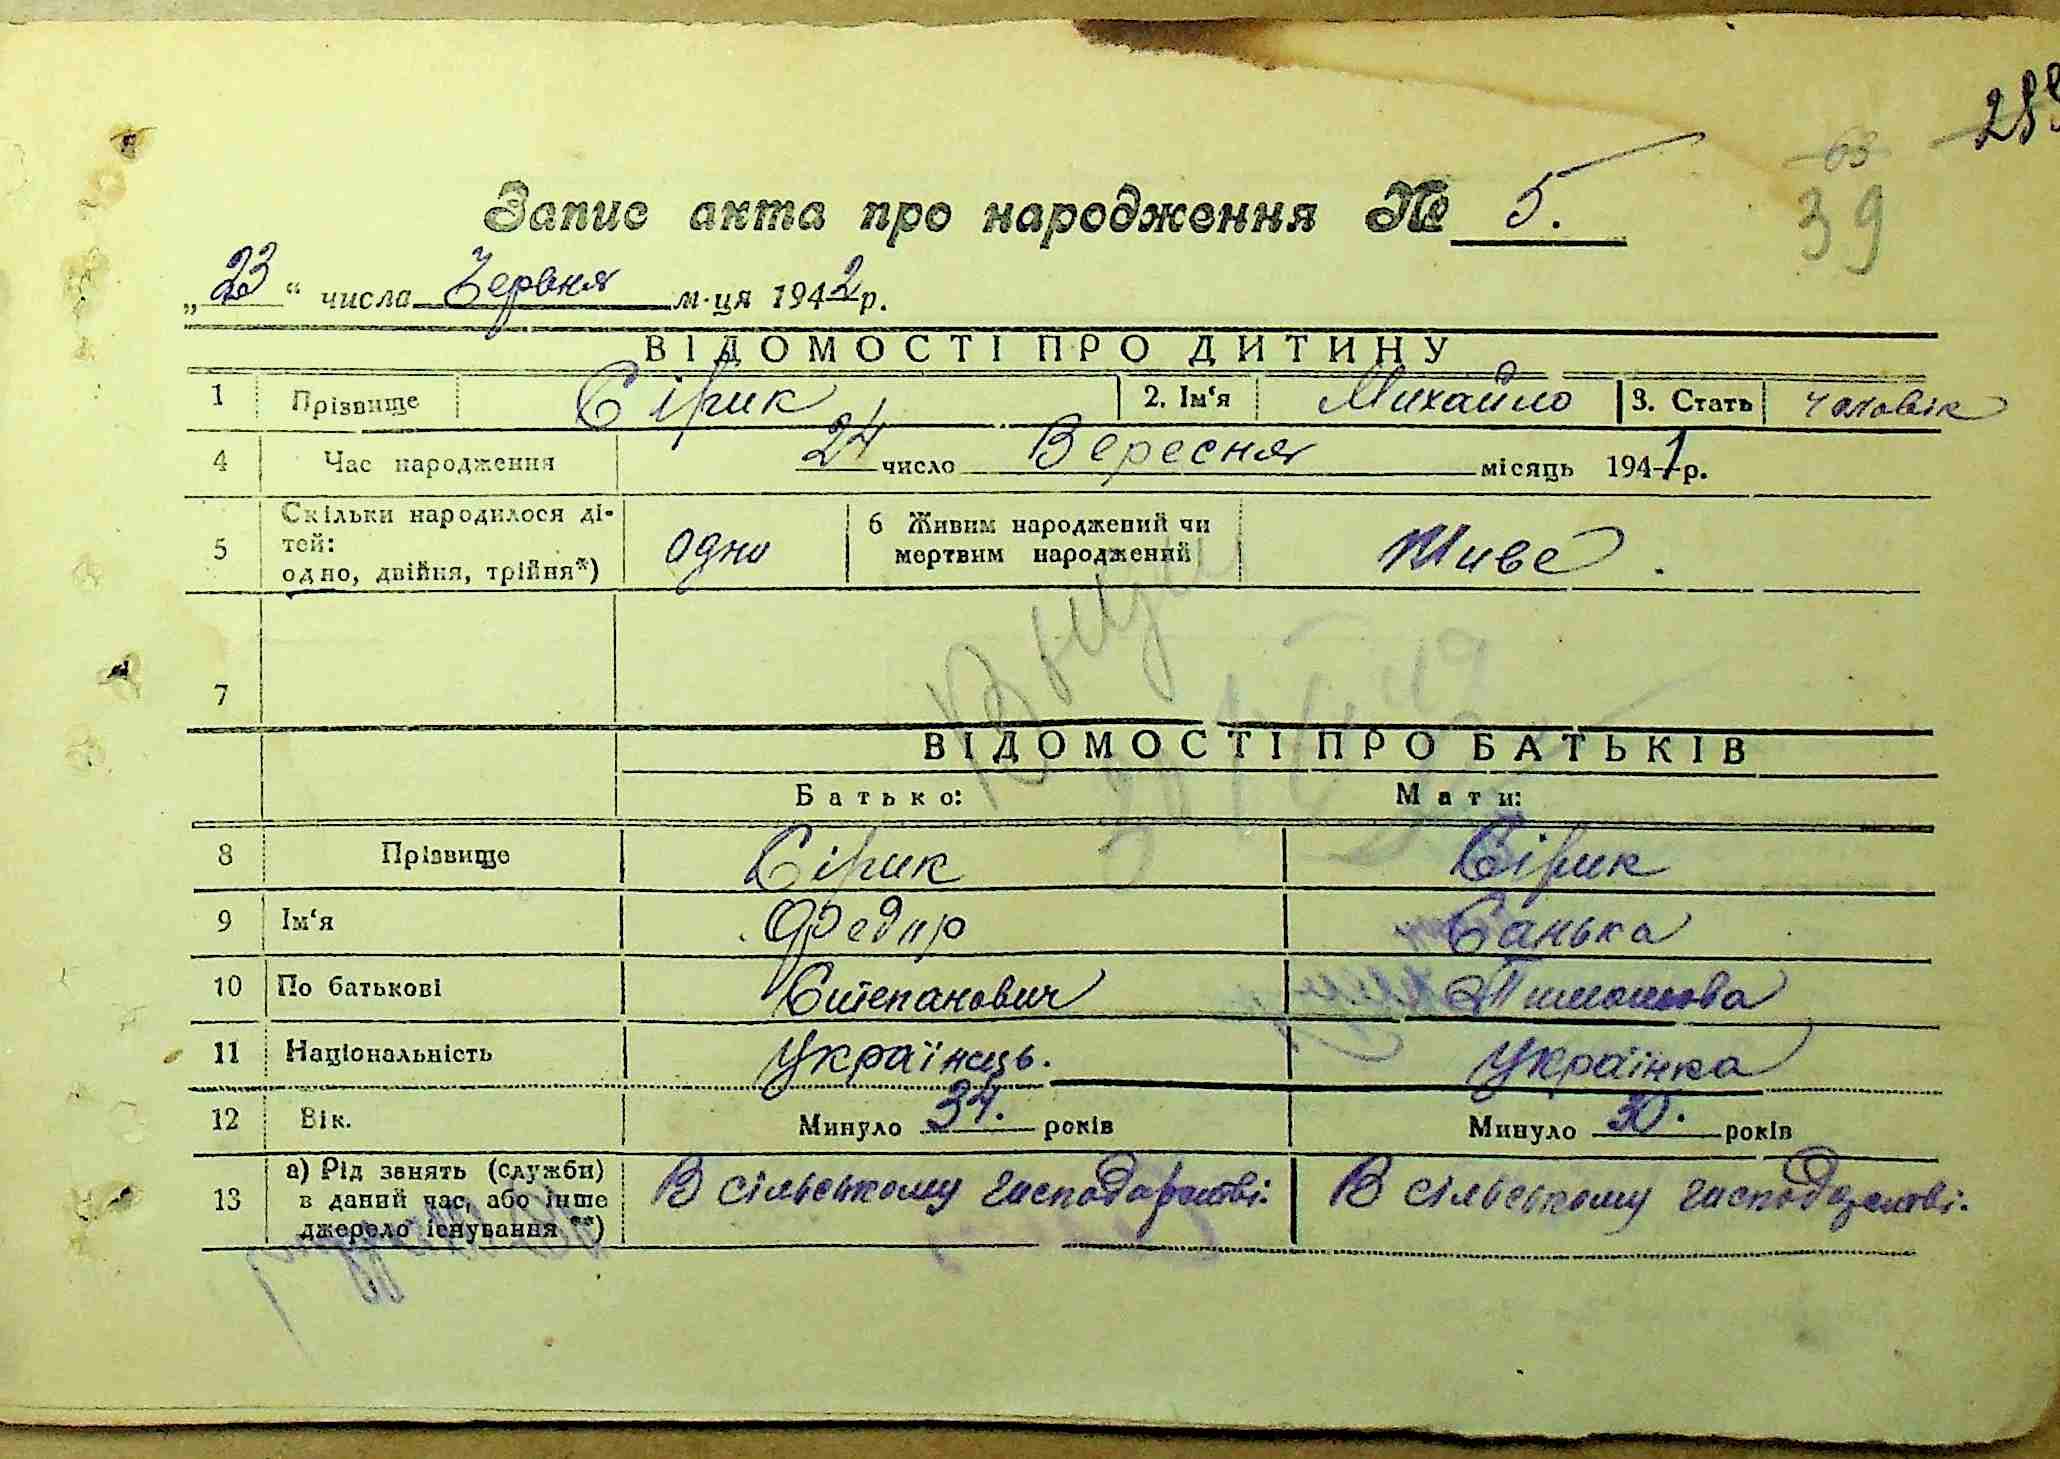 289
63
39
Запис акта про народження № 5.
„23“ числа Червня м-ця 1942 р.
ВІДОМОСТІ ПРО ДИТИНУ
1 Прізвище Сірик 2. Ім‘я Михайло 3. Стать чоловік
4 Час народження 24 число Вересня місяць 1941 р.
5 Скільки народилося ді-
тей:
одно, двійня, трійня*) одно 6 Живим народжений чи
мертвим народжений Живе.
7
ВІДОМОСТІ ПРО БАТЬКІВ
Батько: Мати:
8 Прізвище Сірик Сірик
9 Ім‘я Федир Санька
10 По батькові Степанович Тимошова
11 Національність Українець. Українка
12 Вік. Минуло 34. років Минуло 30. років
13 а) Рід занять (служби)
в даний час, або інше
джерело існування **) В сільському господарстві. В сільському господарстві.